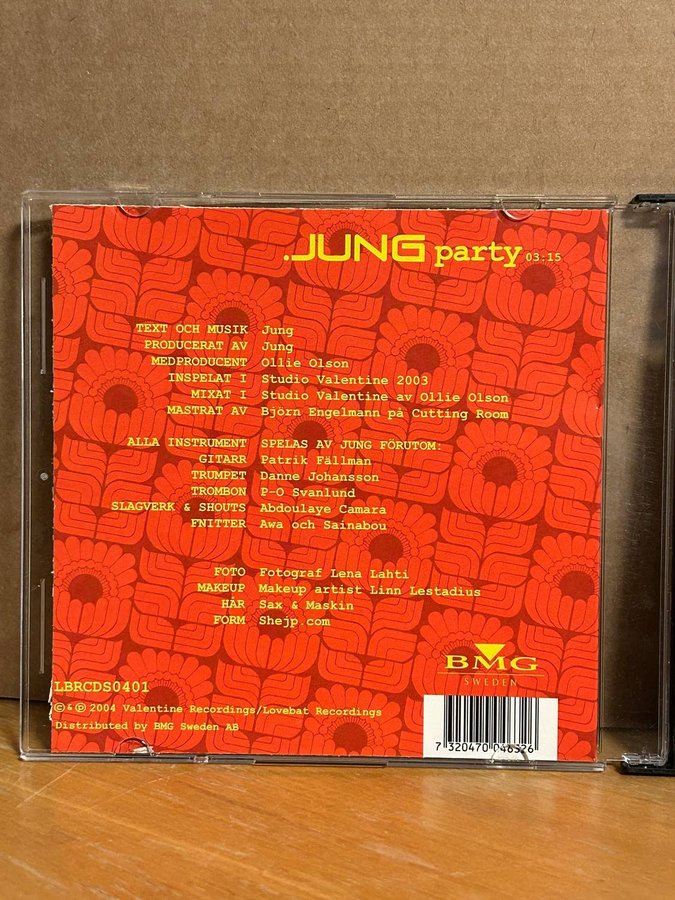 .JUNG party 03:15
TEXT OCH MUSIK Jung
PRODUCERAT AV Jung
MEDPRODUCENT Ollie Olson
INSPELAT I Studio Valentine 2003
MIXAT I Studio Valentine av Ollie Olson
MASTRAT AV Björn Engelmann på Cutting Room
ALLA INSTRUMENT SPELAS AV JUNG FÖRUTOM:
GITARR Patrik Fällman
TRUMPET Danne Johansson
TROMBON P-O Svanlund
SLAGVERK & SHOUTS Abdoulaye Camara
FNITTER Awa och Sainabou
FOTO Fotograf Lena Lahti
MAKEUP Makeup artist Linn Lestadius
HÅR Sax & Maskin
FORM Shejp.com
BMG
SWEDEN
LBRCDS0401
©&℗ 2004 Valentine Recordings/Lovebat Recordings
Distributed by BMG Sweden AB
7 320470 048326